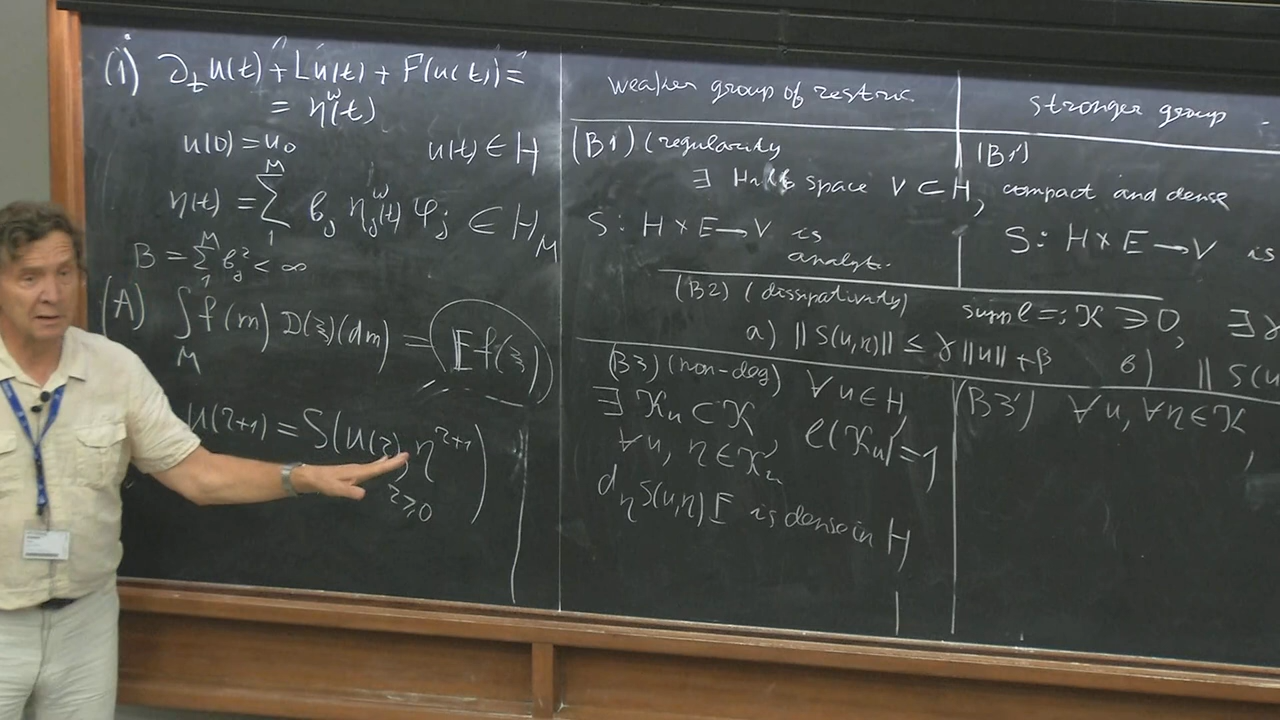 (1) ∂_t u(t) + Lu(t) + F(u(t)) =
= η^ω(t)
u(0) = u_0 u(t) ∈ H
η(t) = Σ_1^M b_j η_j^ω(t) φ_j ∈ H_M
B = Σ_1^M b_j^2 < ∞
(A) ∫_M f(m) D(ξ)(dm) = E f(ξ)
u(τ+1) = S(u(τ), η^{τ+1})
τ ≥ 0
weaker group of restric.
stronger group
(B1) (regularity
(B1')
∃ space V ⊂ H, compact and dense
S: H × E → V is
analyt.
S: H × E → V is
(B2) (dissipativity) supp ℓ =: K ∋ 0, ∃ γ
a) ||S(u,η)|| ≤ γ||u|| + β b) ||S(u
(B3) (non-deg) ∀ u ∈ H,
∃ K_u ⊂ K ℓ(K_u) = 1
∀ u, η ∈ K_u
d_η S(u,η) E is dense in H
(B3') ∀ u, ∀ η ∈ K
,